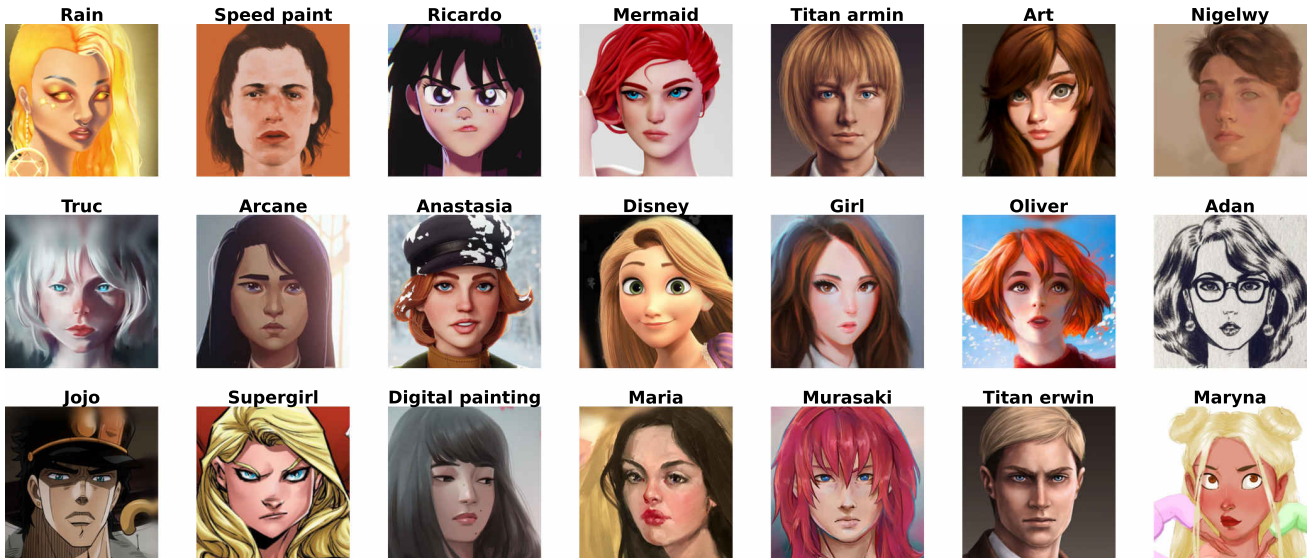 Rain Speed paint Ricardo Mermaid Titan armin Art Nigelwy
Truc Arcane Anastasia Disney Girl Oliver Adan
Jojo Supergirl Digital painting Maria Murasaki Titan erwin Maryna